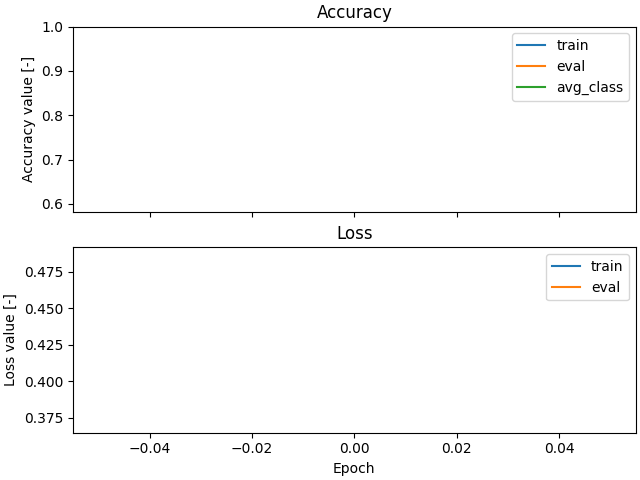 Accuracy
1.0
0.9
0.8
0.7
0.6
Accuracy value [-]
train
eval
avg_class
Loss
0.475
0.450
0.425
0.400
0.375
Loss value [-]
train
eval
−0.04
−0.02
0.00
0.02
0.04
Epoch